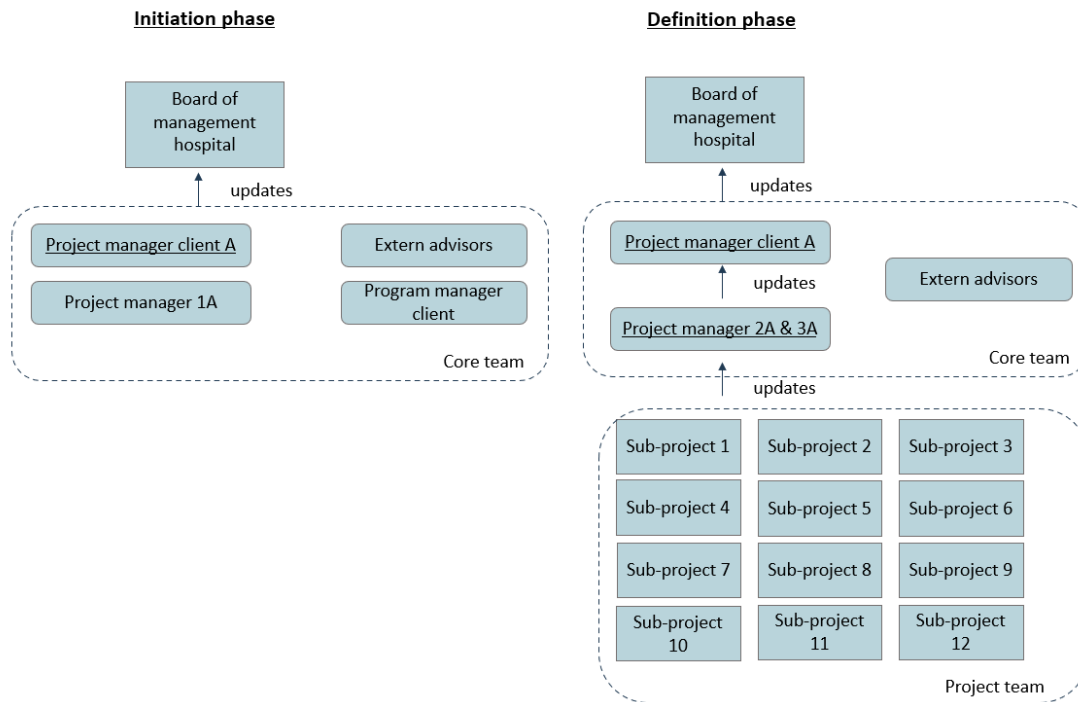 Initiation phase
Board of
management
hospital
updates
Project manager client A
Extern advisors
Project manager 1A
Program manager
client
Core team
Definition phase
Board of
management
hospital
updates
Project manager client A
updates
Extern advisors
Project manager 2A & 3A
Core team
updates
Sub-project 1
Sub-project 2
Sub-project 3
Sub-project 4
Sub-project 5
Sub-project 6
Sub-project 7
Sub-project 8
Sub-project 9
Sub-project
10
Sub-project
11
Sub-project
12
Project team